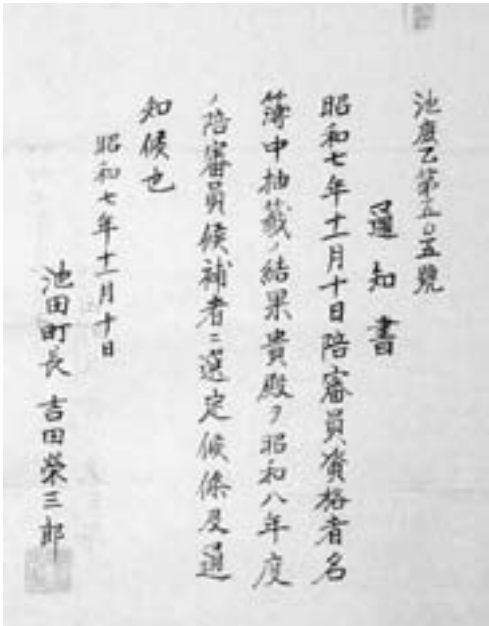 池庶乙第五〇五號
通知書
昭和七年十一月十日陪審員資格者名
簿中抽籤ノ結果貴殿ヲ昭和八年度
ノ陪審員候補者ニ選定候條及通
知候也
昭和七年十一月十日
池田町長 吉田榮三郎